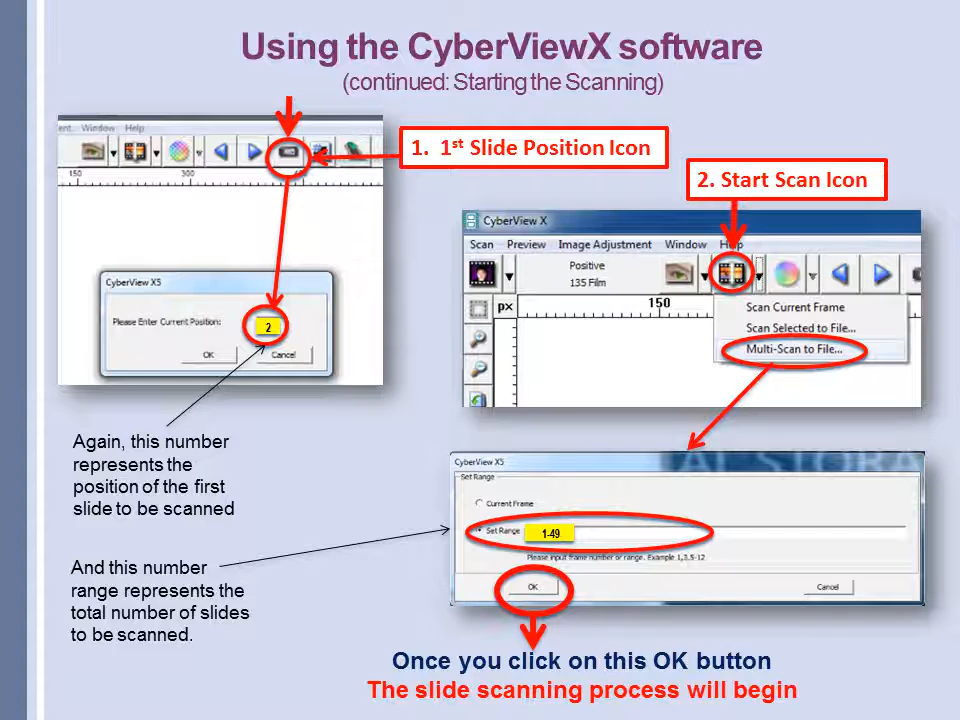 Using the CyberViewX software
(continued: Starting the Scanning)
Window Help
150 300
1. 1st Slide Position Icon
2. Start Scan Icon
CyberView X5
Please Enter Current Position:
2
OK Cancel
CyberView X
Scan Preview Image Adjustment Window Help
Positive
135 Film
px
150
Scan Current Frame
Scan Selected to File...
Multi-Scan to File...
Again, this number
represents the
position of the first
slide to be scanned
CyberView X5
Set Range
Current Frame
Set Range 1-49
Please input frame number or range. Example 1,3,5-12
OK Cancel
And this number
range represents the
total number of slides
to be scanned.
Once you click on this OK button
The slide scanning process will begin